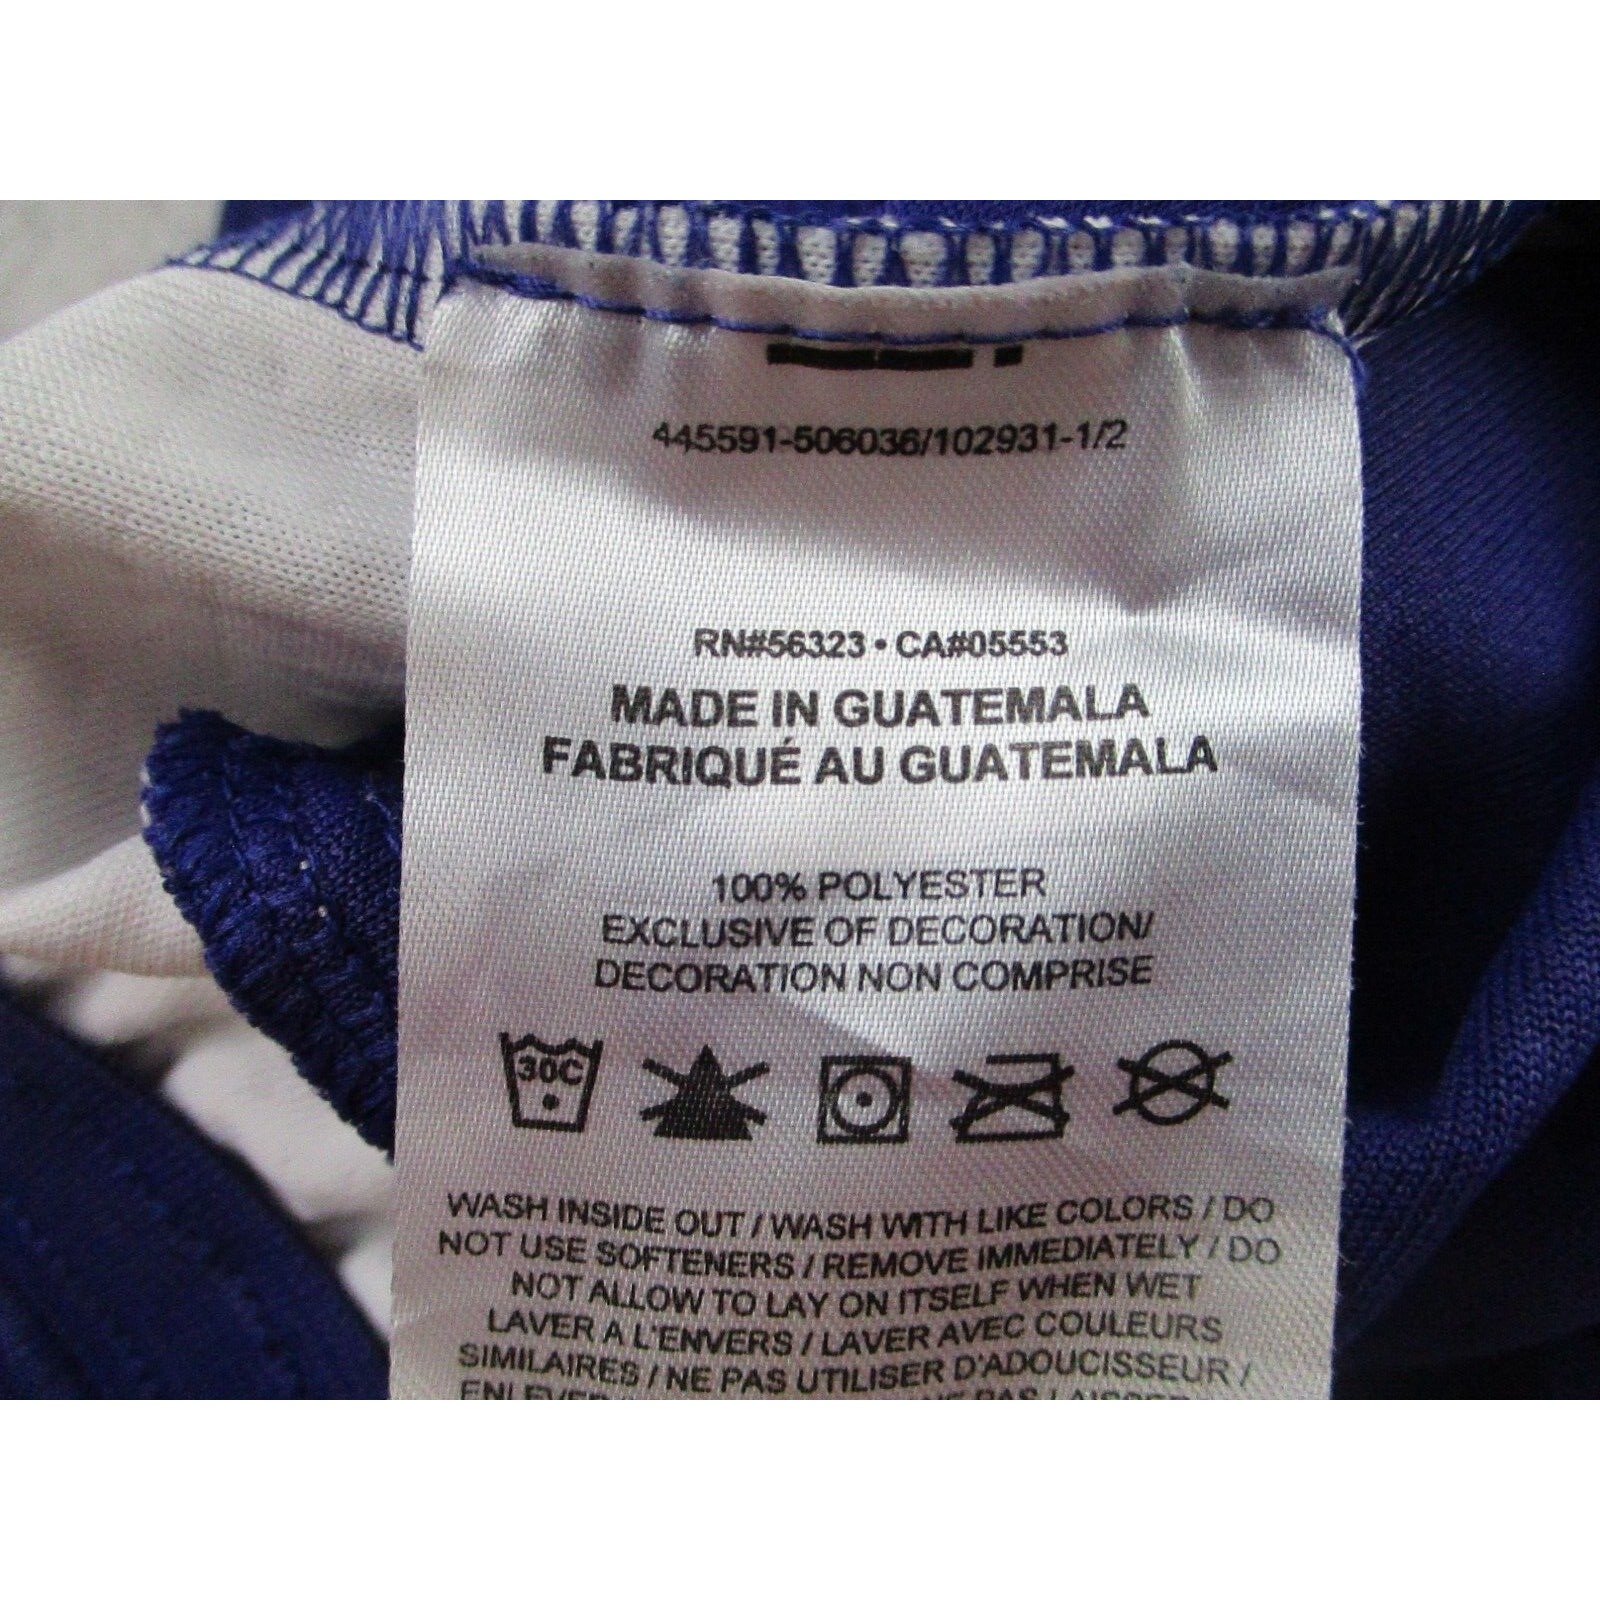 445591-506036/102931-1/2
RN#56323 • CA#05553
MADE IN GUATEMALA
FABRIQUÉ AU GUATEMALA
100% POLYESTER
EXCLUSIVE OF DECORATION/
DECORATION NON COMPRISE
30C
WASH INSIDE OUT / WASH WITH LIKE COLORS / DO
NOT USE SOFTENERS / REMOVE IMMEDIATELY / DO
NOT ALLOW TO LAY ON ITSELF WHEN WET
LAVER A L'ENVERS / LAVER AVEC COULEURS
SIMILAIRES / NE PAS UTILISER D'ADOUCISSEUR /